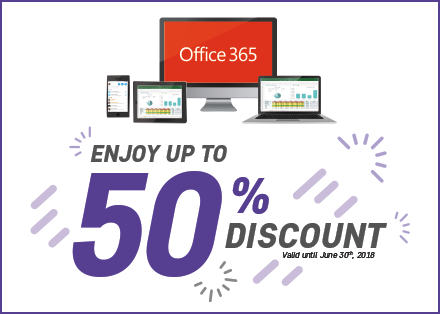 Office 365
ENJOY UP TO
50%
DISCOUNT
Valid until June 30th, 2018